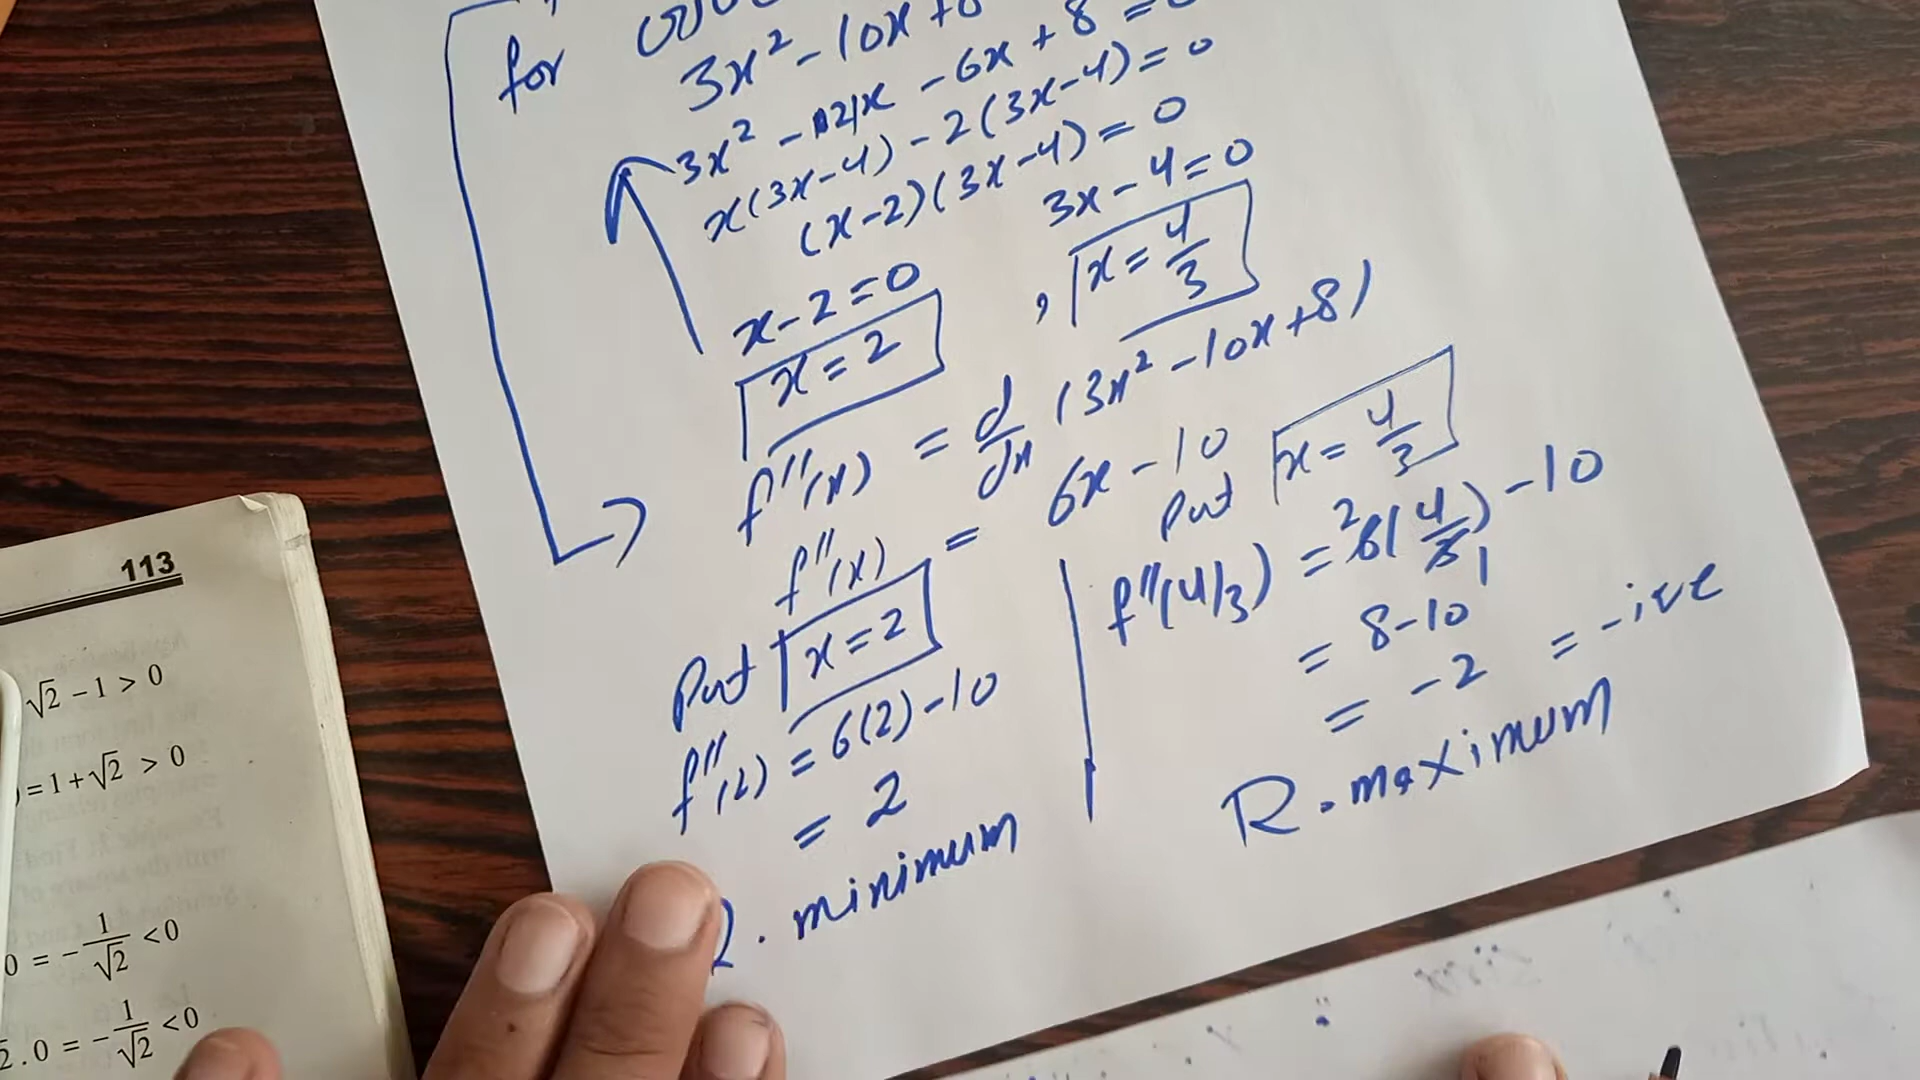 for
3x² - 10x + 8
3x² - 12x - 6x + 8 = 0
x(3x-4) - 2(3x-4) = 0
(x-2)(3x-4) = 0
x-2=0 , 3x-4=0
x=2 x=4/3
f''(x) = d/dx (3x² - 10x + 8)
f''(x) = 6x - 10
Put x=2
f''(2) = 6(2)-10
= 2
R. minimum
Put x=4/3
f''(4/3) = ²6(4/3 1) - 10
= 8-10
= -2 = -ive
R. maximum
113
√2 - 1 > 0
) = 1 + √2 > 0
0 = - 1/√2 < 0
2 . 0 = - 1/√2 < 0